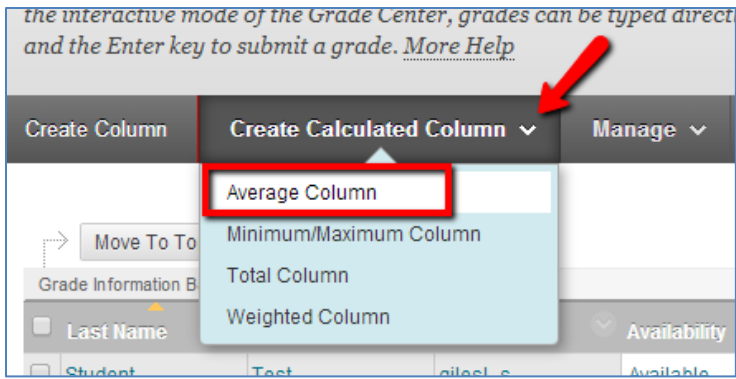 the interactive mode of the Grade Center, grades can be typed direct
and the Enter key to submit a grade. More Help
Create Column Create Calculated Column Manage
Average Column
Minimum/Maximum Column
Total Column
Weighted Column
Move To To
Grade Information B
Last Name Availability
Student Test gilesl_s Available